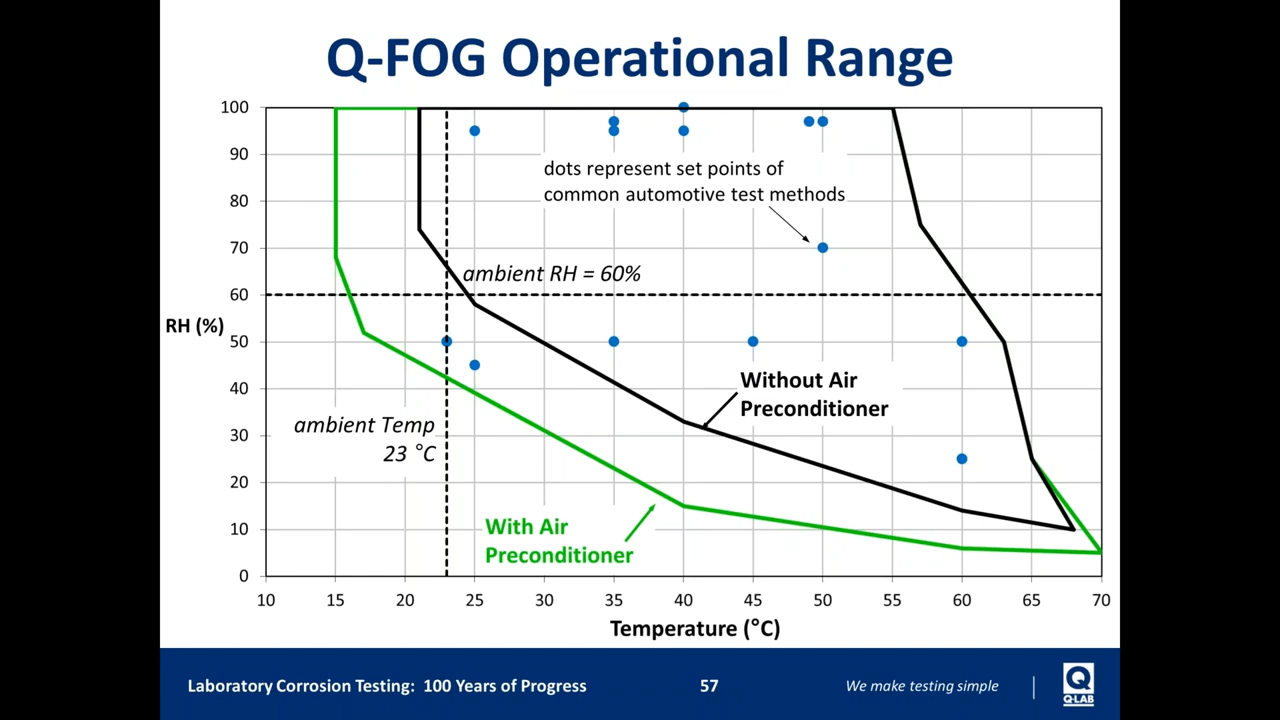 Q-FOG Operational Range
100
90
80
70
60
50
40
30
20
10
0
RH (%)
dots represent set points of
common automotive test methods
ambient RH = 60%
Without Air
Preconditioner
ambient Temp
23 °C
With Air
Preconditioner
10 15 20 25 30 35 40 45 50 55 60 65 70
Temperature (°C)
Laboratory Corrosion Testing: 100 Years of Progress
57
We make testing simple
Q-LAB